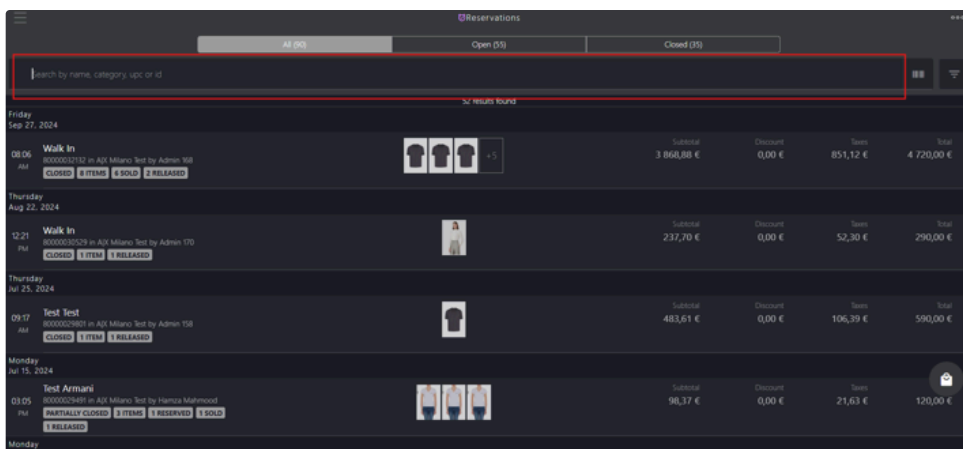 Reservations
All (90) Open (55) Closed (35)
Search by name, category, upc or id
52 results found
Friday
Sep 27, 2024
08:06 AM
Walk In
80000032132 in A|X Milano Test by Admin 168
CLOSED 8 ITEMS 6 SOLD 2 RELEASED
+5
Subtotal Discount Taxes Total
3 868,88 € 0,00 € 851,12 € 4 720,00 €
Thursday
Aug 22, 2024
12:21 PM
Walk In
80000030529 in A|X Milano Test by Admin 170
CLOSED 1 ITEM 1 RELEASED
Subtotal Discount Taxes Total
237,70 € 0,00 € 52,30 € 290,00 €
Thursday
Jul 25, 2024
09:17 AM
Test Test
80000029801 in A|X Milano Test by Admin 158
CLOSED 1 ITEM 1 RELEASED
Subtotal Discount Taxes Total
483,61 € 0,00 € 106,39 € 590,00 €
Monday
Jul 15, 2024
03:05 PM
Test Armani
80000029491 in A|X Milano Test by Hamza Mahmood
PARTIALLY CLOSED 3 ITEMS 1 RESERVED 1 SOLD
1 RELEASED
Subtotal Discount Taxes Total
98,37 € 0,00 € 21,63 € 120,00 €
Monday